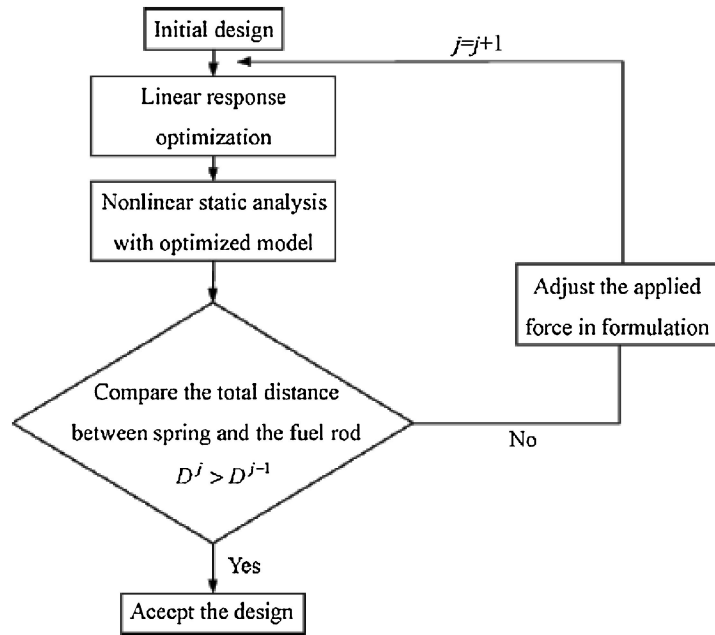 Initial design
j=j+1
Linear response
optimization
Nonlinear static analysis
with optimized model
Adjust the applied
force in formulation
Compare the total distance
between spring and the fuel rod
D^j > D^{j-1}
No
Yes
Accept the design